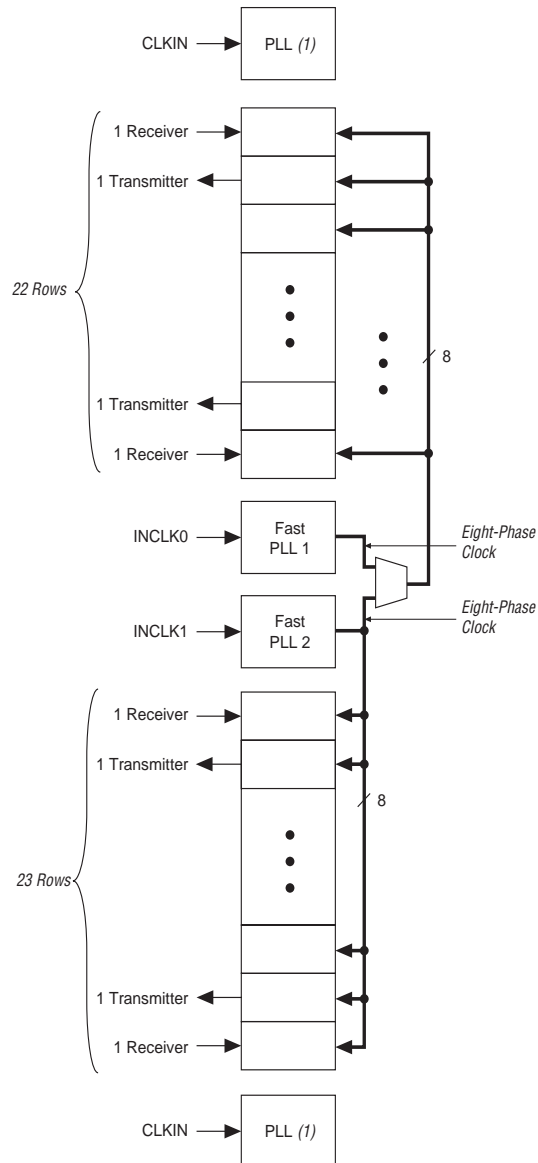 CLKIN
PLL (1)
1 Receiver
1 Transmitter
22 Rows
8
1 Transmitter
1 Receiver
INCLK0
Fast
PLL 1
Eight-Phase
Clock
INCLK1
Fast
PLL 2
Eight-Phase
Clock
1 Receiver
1 Transmitter
8
23 Rows
1 Transmitter
1 Receiver
CLKIN
PLL (1)